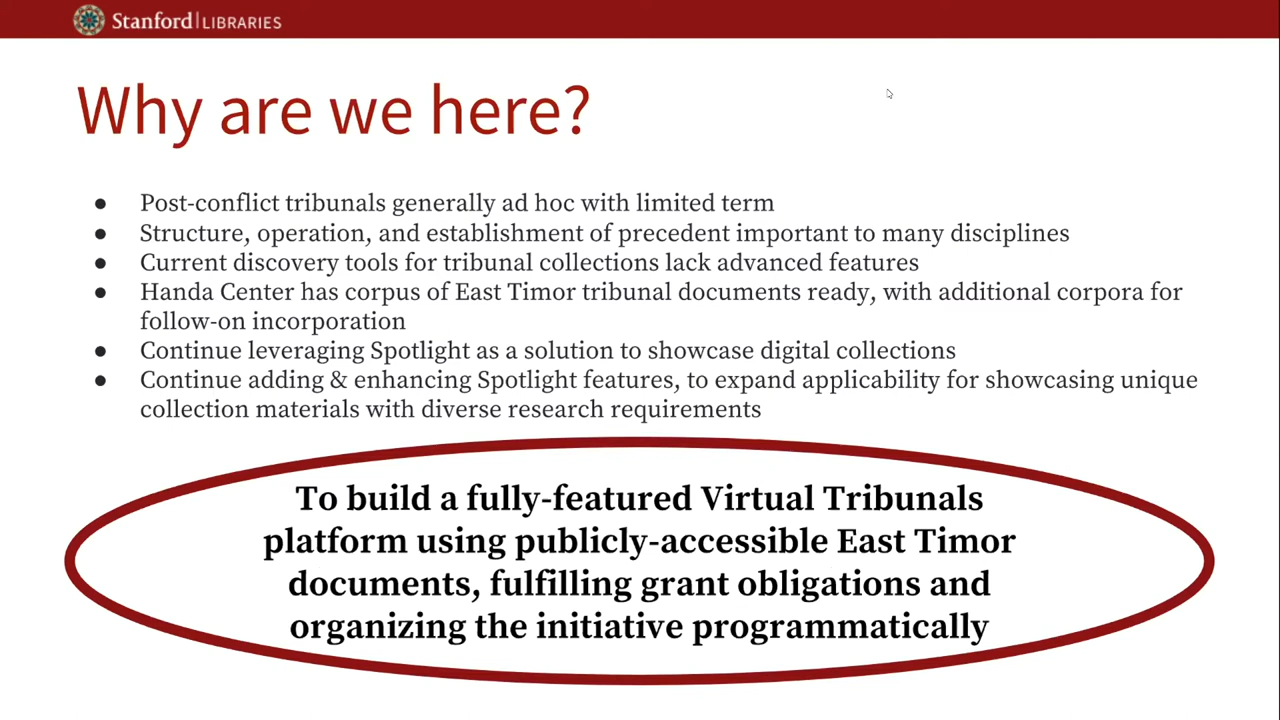 Stanford | LIBRARIES
Why are we here?
● Post-conflict tribunals generally ad hoc with limited term
● Structure, operation, and establishment of precedent important to many disciplines
● Current discovery tools for tribunal collections lack advanced features
● Handa Center has corpus of East Timor tribunal documents ready, with additional corpora for
follow-on incorporation
● Continue leveraging Spotlight as a solution to showcase digital collections
● Continue adding & enhancing Spotlight features, to expand applicability for showcasing unique
collection materials with diverse research requirements
To build a fully-featured Virtual Tribunals
platform using publicly-accessible East Timor
documents, fulfilling grant obligations and
organizing the initiative programmatically